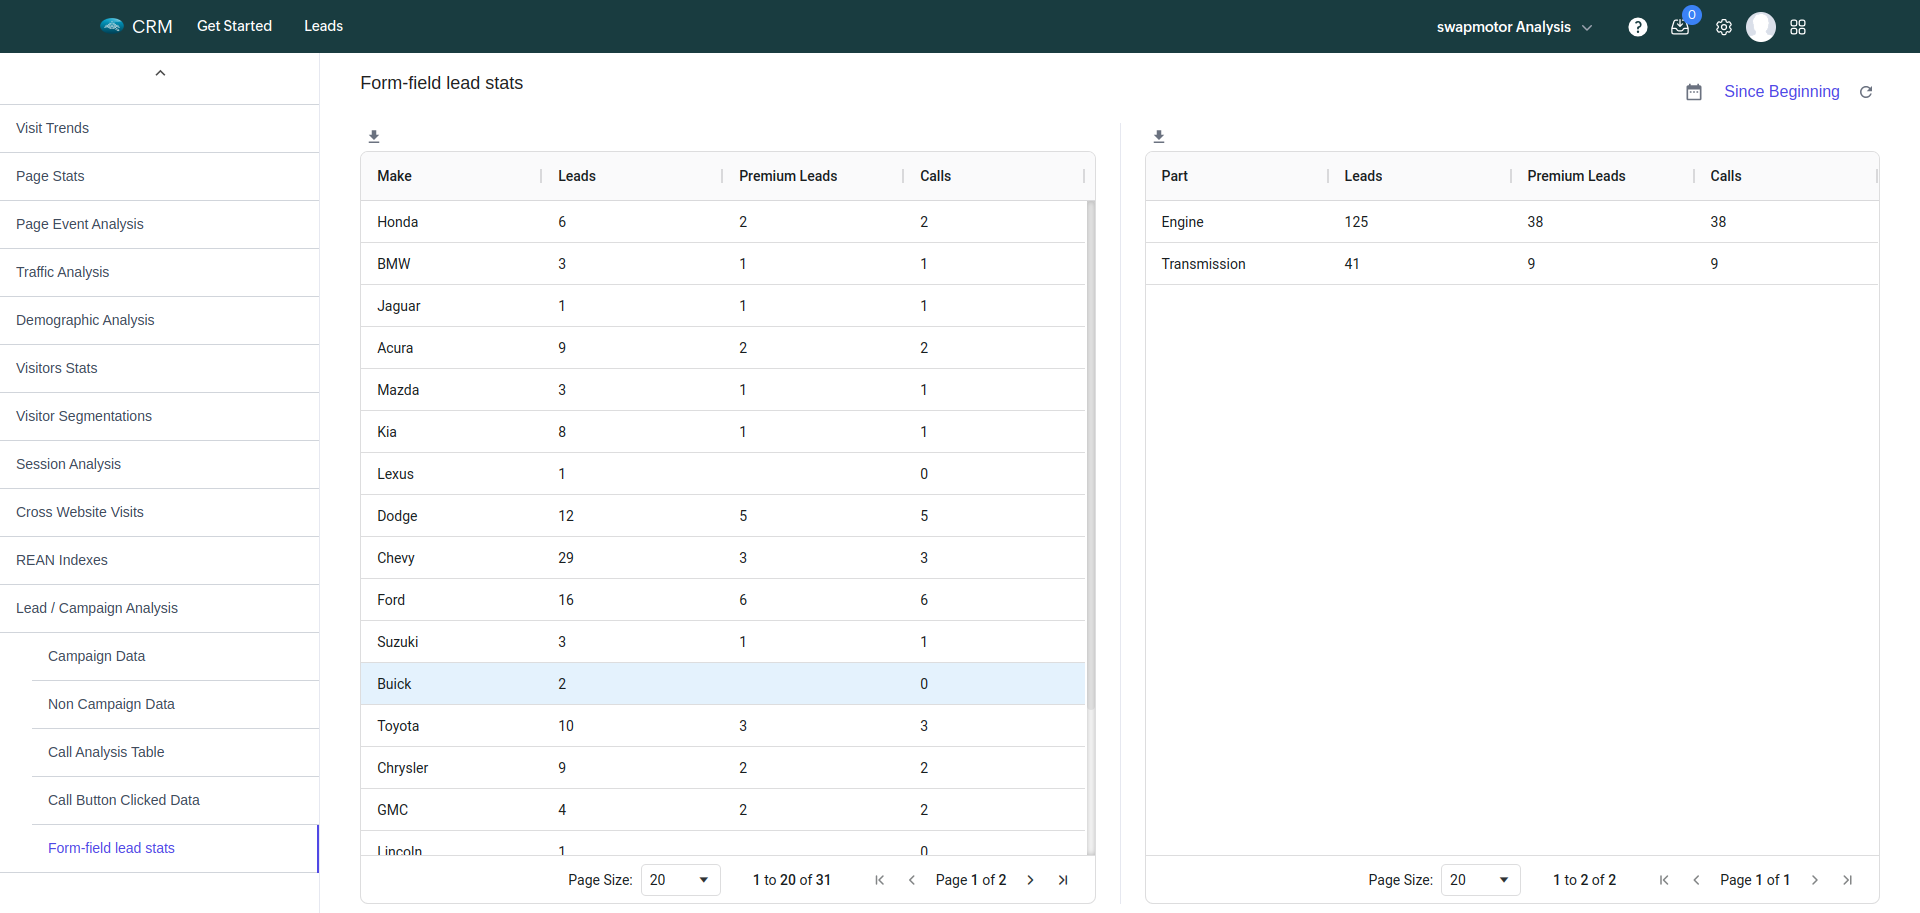 CRM Get Started Leads swapmotor Analysis ? 0
Form-field lead stats
Since Beginning
Visit Trends
Page Stats
Page Event Analysis
Traffic Analysis
Demographic Analysis
Visitors Stats
Visitor Segmentations
Session Analysis
Cross Website Visits
REAN Indexes
Lead / Campaign Analysis
Campaign Data
Non Campaign Data
Call Analysis Table
Call Button Clicked Data
Form-field lead stats
Make Leads Premium Leads Calls
Honda 6 2 2
BMW 3 1 1
Jaguar 1 1 1
Acura 9 2 2
Mazda 3 1 1
Kia 8 1 1
Lexus 1 0
Dodge 12 5 5
Chevy 29 3 3
Ford 16 6 6
Suzuki 3 1 1
Buick 2 0
Toyota 10 3 3
Chrysler 9 2 2
GMC 4 2 2
Lincoln 1 0
Page Size: 20 1 to 20 of 31 Page 1 of 2
Part Leads Premium Leads Calls
Engine 125 38 38
Transmission 41 9 9
Page Size: 20 1 to 2 of 2 Page 1 of 1